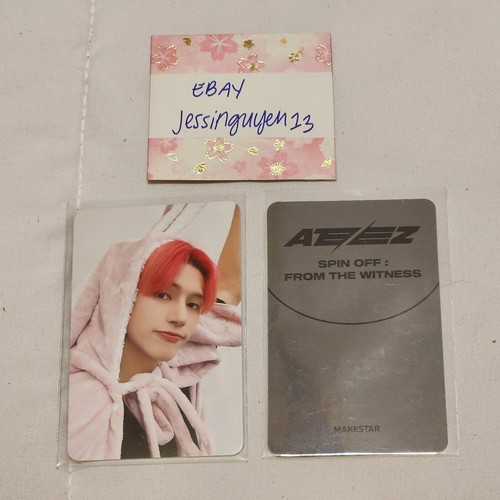 EBAY
jessinguyen13
ATEEZ
SPIN OFF :
FROM THE WITNESS
MAKESTAR